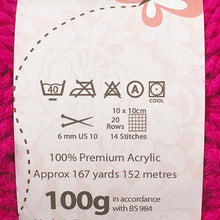 40 A COOL
10 x 10cm
20
Rows
6 mm US 10 14 Stitches
100% Premium Acrylic
Approx 167 yards 152 metres
100g in accordance
with BS 984